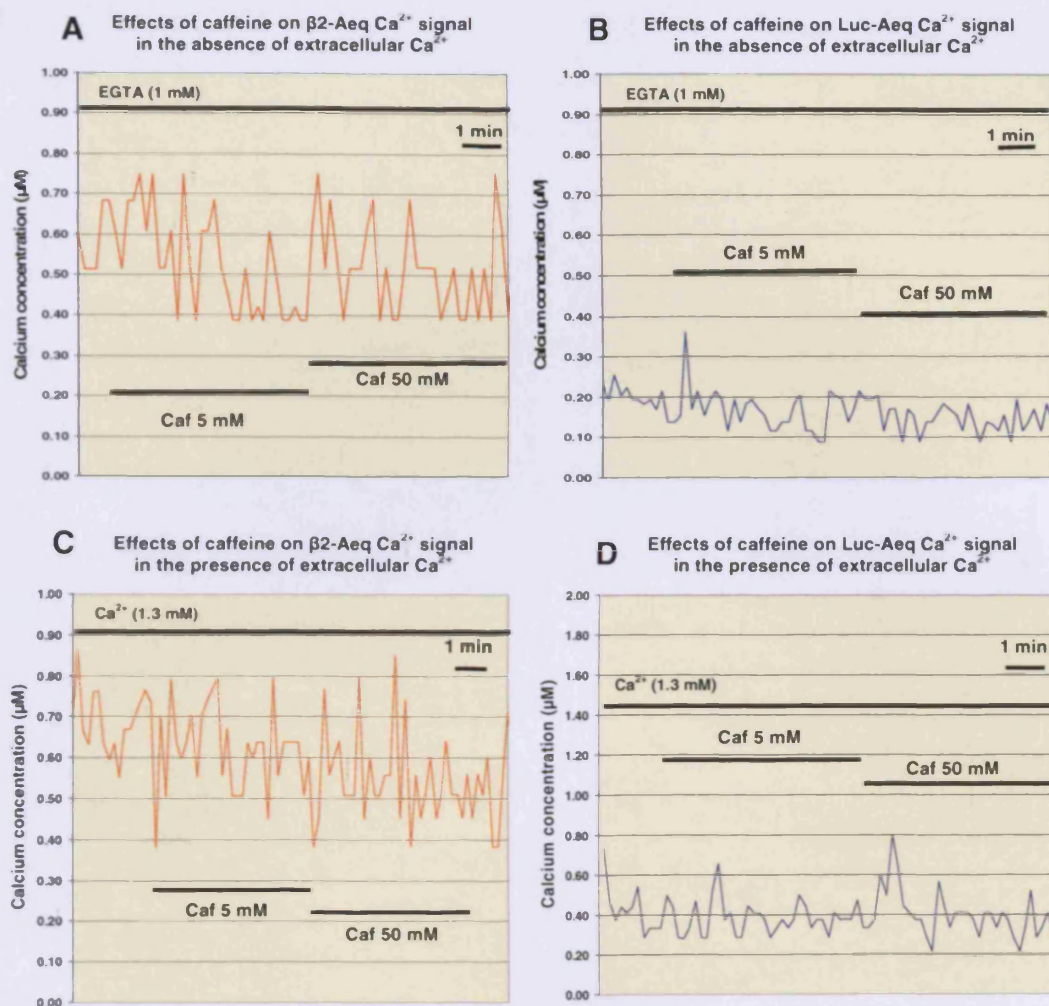 A
Effects of caffeine on β2-Aeq Ca²⁺ signal
in the absence of extracellular Ca²⁺
Calcium concentration (μM)
1.00
0.90
0.80
0.70
0.60
0.50
0.40
0.30
0.20
0.10
0.00
EGTA (1 mM)
1 min
Caf 50 mM
Caf 5 mM
B
Effects of caffeine on Luc-Aeq Ca²⁺ signal
in the absence of extracellular Ca²⁺
Calcium concentration (μM)
1.00
0.90
0.80
0.70
0.60
0.50
0.40
0.30
0.20
0.10
0.00
EGTA (1 mM)
1 min
Caf 5 mM
Caf 50 mM
C
Effects of caffeine on β2-Aeq Ca²⁺ signal
in the presence of extracellular Ca²⁺
Calcium concentration (μM)
1.00
0.90
0.80
0.70
0.60
0.50
0.40
0.30
0.20
0.10
0.00
Ca²⁺ (1.3 mM)
1 min
Caf 5 mM
Caf 50 mM
D
Effects of caffeine on Luc-Aeq Ca²⁺ signal
in the presence of extracellular Ca²⁺
Calcium concentration (μM)
2.00
1.80
1.60
1.40
1.20
1.00
0.80
0.60
0.40
0.20
0.00
1 min
Ca²⁺ (1.3 mM)
Caf 5 mM
Caf 50 mM